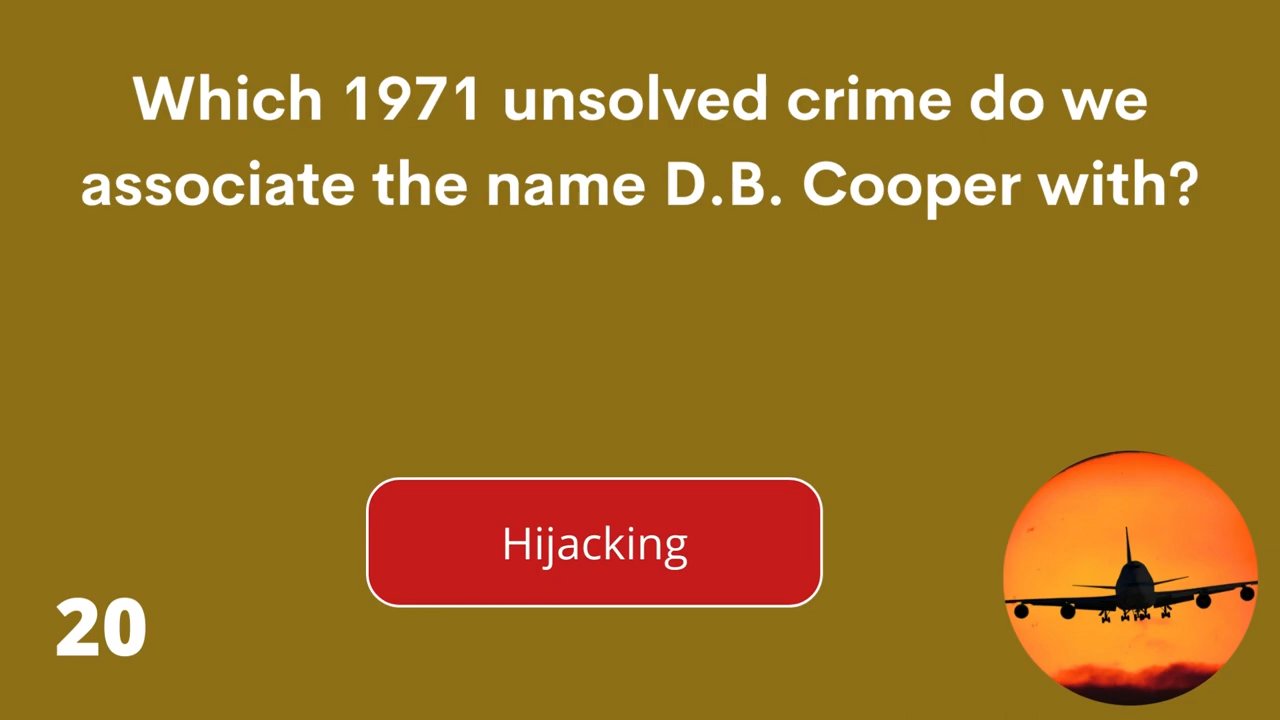 Which 1971 unsolved crime do we
associate the name D.B. Cooper with?
Hijacking
20